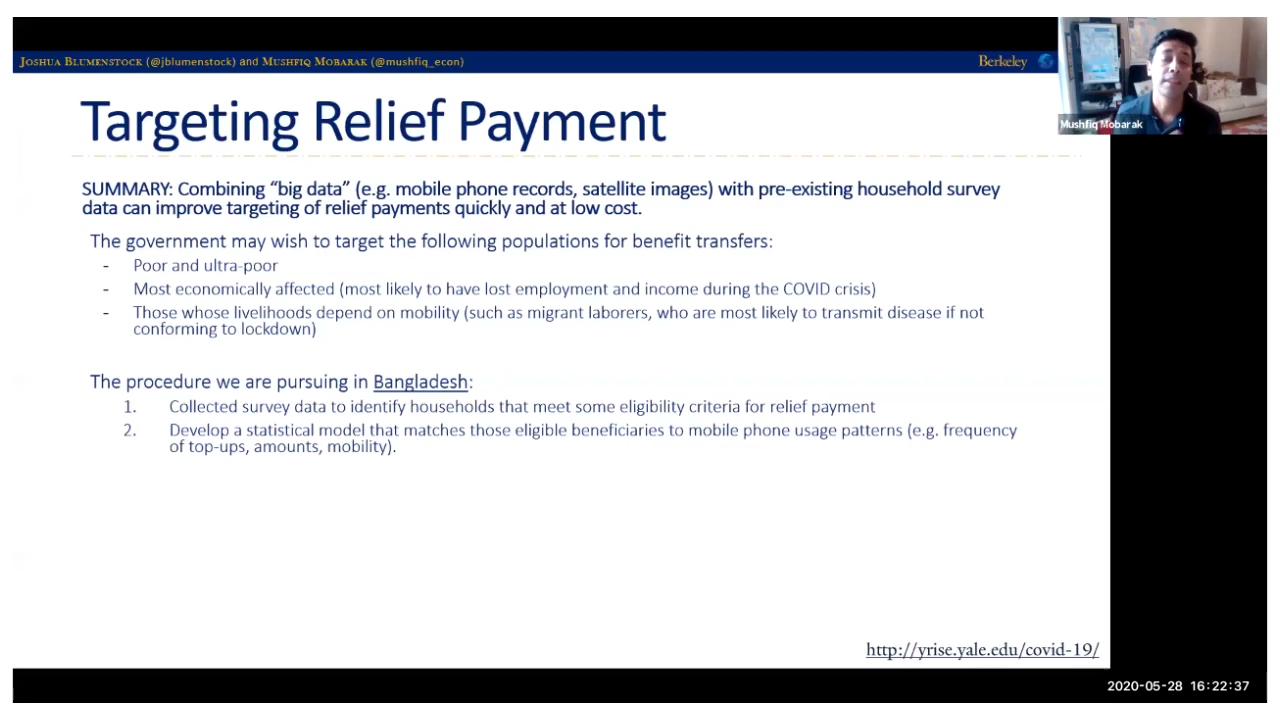 JOSHUA BLUMENSTOCK (@jblumenstock) and MUSHFIQ MOBARAK (@mushfiq_econ)
Berkeley
Mushfiq Mobarak
Targeting Relief Payment
SUMMARY: Combining “big data” (e.g. mobile phone records, satellite images) with pre-existing household survey
data can improve targeting of relief payments quickly and at low cost.
The government may wish to target the following populations for benefit transfers:
- Poor and ultra-poor
- Most economically affected (most likely to have lost employment and income during the COVID crisis)
- Those whose livelihoods depend on mobility (such as migrant laborers, who are most likely to transmit disease if not
conforming to lockdown)
The procedure we are pursuing in Bangladesh:
1. Collected survey data to identify households that meet some eligibility criteria for relief payment
2. Develop a statistical model that matches those eligible beneficiaries to mobile phone usage patterns (e.g. frequency
of top-ups, amounts, mobility).
http://yrise.yale.edu/covid-19/
2020-05-28 16:22:37